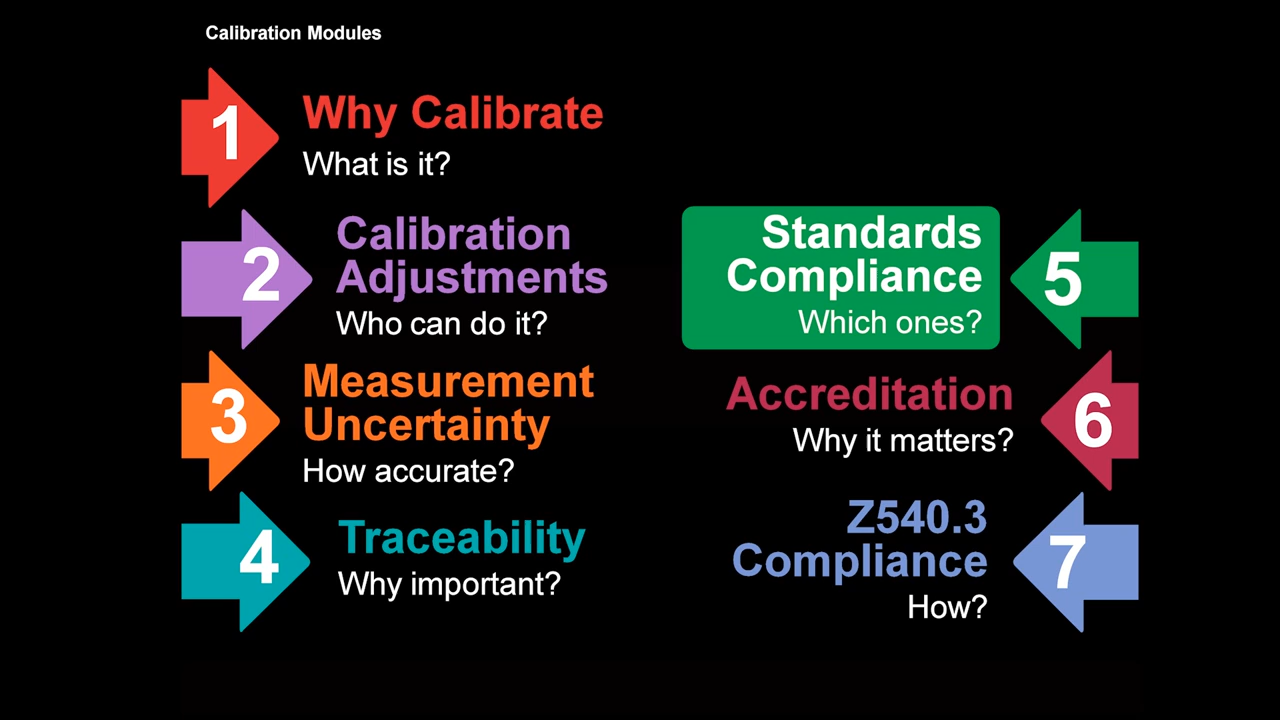 Calibration Modules
1
Why Calibrate
What is it?
2
Calibration
Adjustments
Who can do it?
3
Measurement
Uncertainty
How accurate?
4
Traceability
Why important?
Standards
Compliance
Which ones?
5
Accreditation
Why it matters?
6
Z540.3
Compliance
How?
7